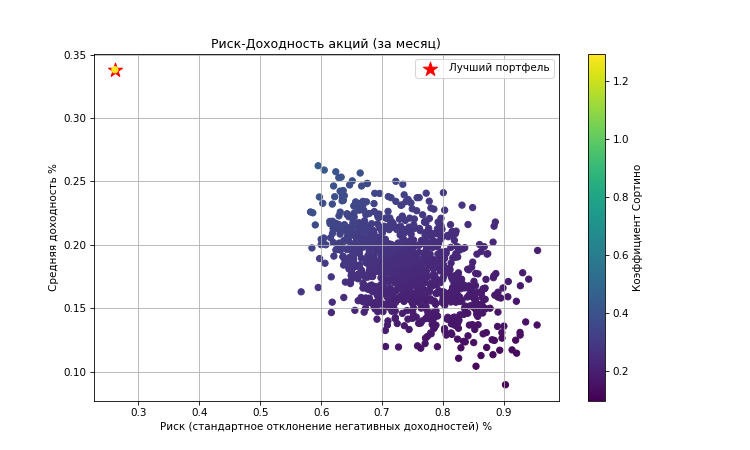 Риск-Доходность акций (за месяц)
Лучший портфель
Средняя доходность %
0.35
0.30
0.25
0.20
0.15
0.10
0.3 0.4 0.5 0.6 0.7 0.8 0.9
Риск (стандартное отклонение негативных доходностей) %
1.2
1.0
0.8
0.6
0.4
0.2
Коэффициент Сортино